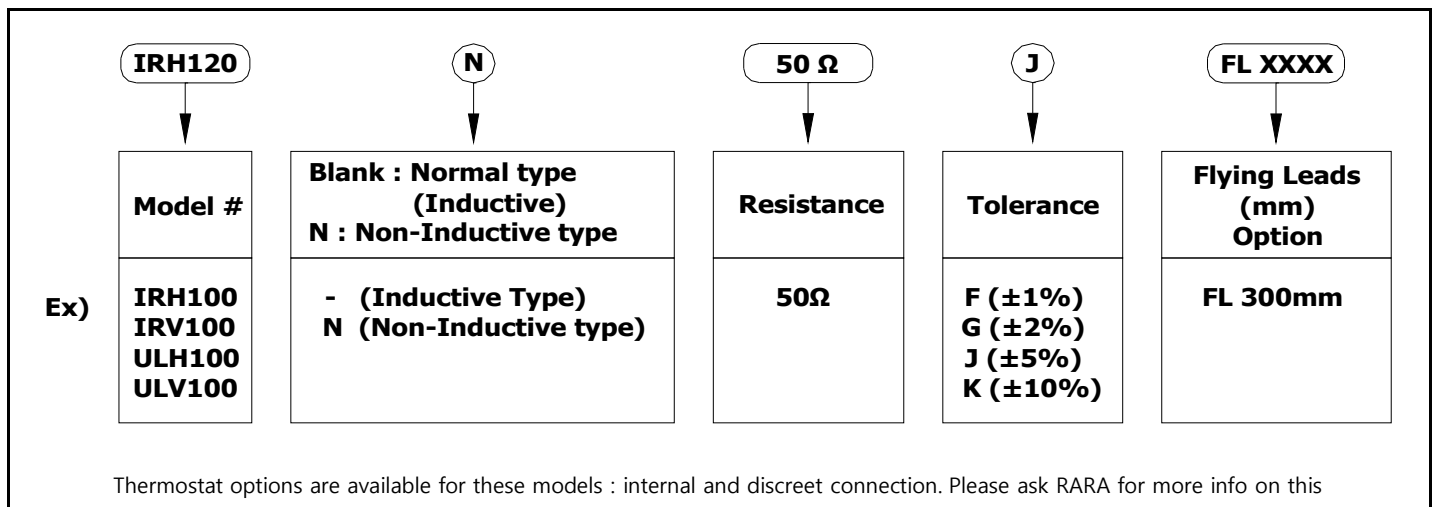 IRH120 N 50 Ω J FL XXXX
Model #
Blank : Normal type
(Inductive)
N : Non-Inductive type
Resistance
Tolerance
Flying Leads
(mm)
Option
Ex)
IRH100
IRV100
ULH100
ULV100
- (Inductive Type)
N (Non-Inductive type)
50Ω
F (±1%)
G (±2%)
J (±5%)
K (±10%)
FL 300mm
Thermostat options are available for these models : internal and discreet connection. Please ask RARA for more info on this